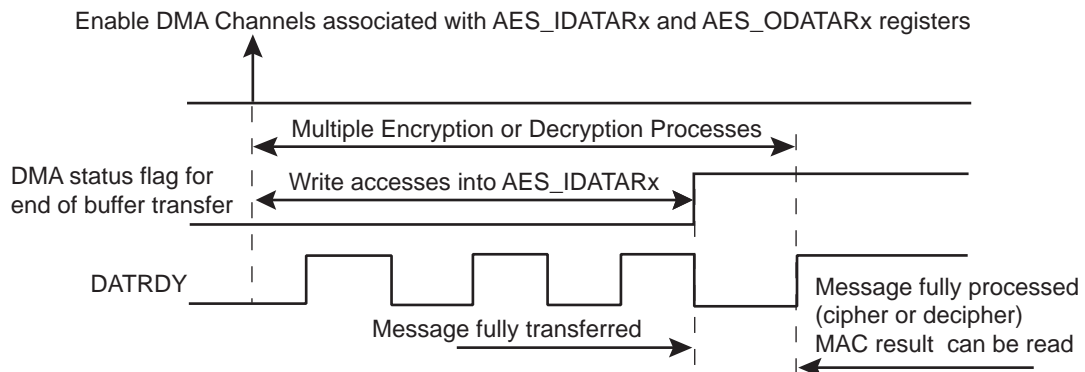 Enable DMA Channels associated with AES_IDATARx and AES_ODATARx registers
Multiple Encryption or Decryption Processes
DMA status flag for
end of buffer transfer
Write accesses into AES_IDATARx
DATRDY
Message fully transferred
Message fully processed
(cipher or decipher)
MAC result can be read